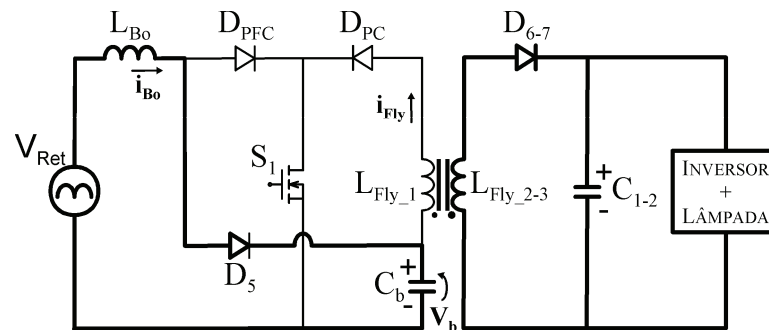 L_Bo
D_PFC
D_PC
D_6-7
i_Bo
i_Fly
V_Ret
S_1
L_Fly_1
L_Fly_2-3
+
C_1-2
-
INVERSOR
+
LÂMPADA
D_5
+
C_b
-
V_b